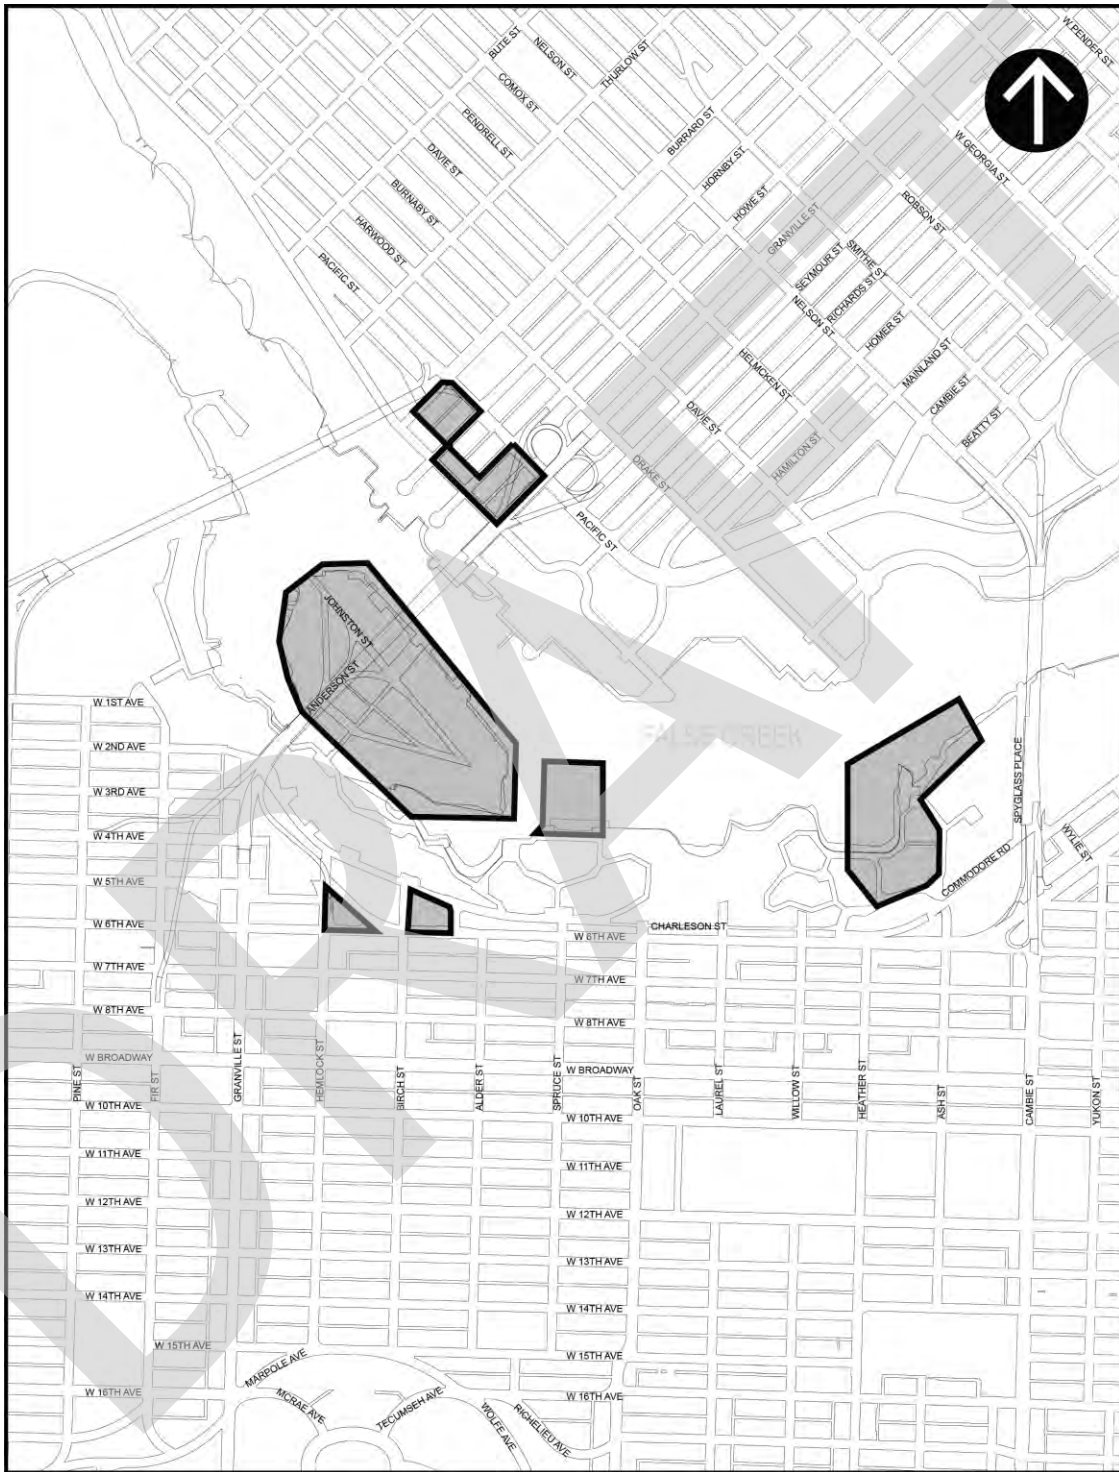 W PENDER ST
BUTE ST
NELSON ST
THURLOW ST
COMOX ST
PENDRELL ST
BURRARD ST
W GEORGIA ST
DAVIE ST
HORNBY ST
BURNABY ST
HOWE ST
ROBSON ST
HARWOOD ST
GRANVILLE ST
PACIFIC ST
SEYMOUR ST
SMITHE ST
RICHARDS ST
NELSON ST
HOMER ST
HELMCKEN ST
MAINLAND ST
CAMBIE ST
DAVIE ST
BEATTY ST
HAMILTON ST
DRAKE ST
PACIFIC ST
JOHNSTON ST
ANDERSON ST
W 1ST AVE
FALSE CREEK
W 2ND AVE
SPYGLASS PLACE
W 3RD AVE
W 4TH AVE
WYLIE ST
COMMODORE RD
W 5TH AVE
W 6TH AVE
CHARLESON ST
W 6TH AVE
W 7TH AVE
W 7TH AVE
W 8TH AVE
W 8TH AVE
W BROADWAY
W BROADWAY
PINE ST
FIR ST
GRANVILLE ST
HEMLOCK ST
BIRCH ST
ALDER ST
SPRUCE ST
OAK ST
LAUREL ST
WILLOW ST
HEATHER ST
ASH ST
CAMBIE ST
YUKON ST
W 10TH AVE
W 10TH AVE
W 11TH AVE
W 11TH AVE
W 12TH AVE
W 12TH AVE
W 13TH AVE
W 13TH AVE
W 14TH AVE
W 14TH AVE
W 15TH AVE
W 15TH AVE
MARPOLE AVE
W 16TH AVE
W 16TH AVE
MCRAE AVE
TECUMSEH AVE
WOLFE AVE
RICHELIEU AVE
DRAFT